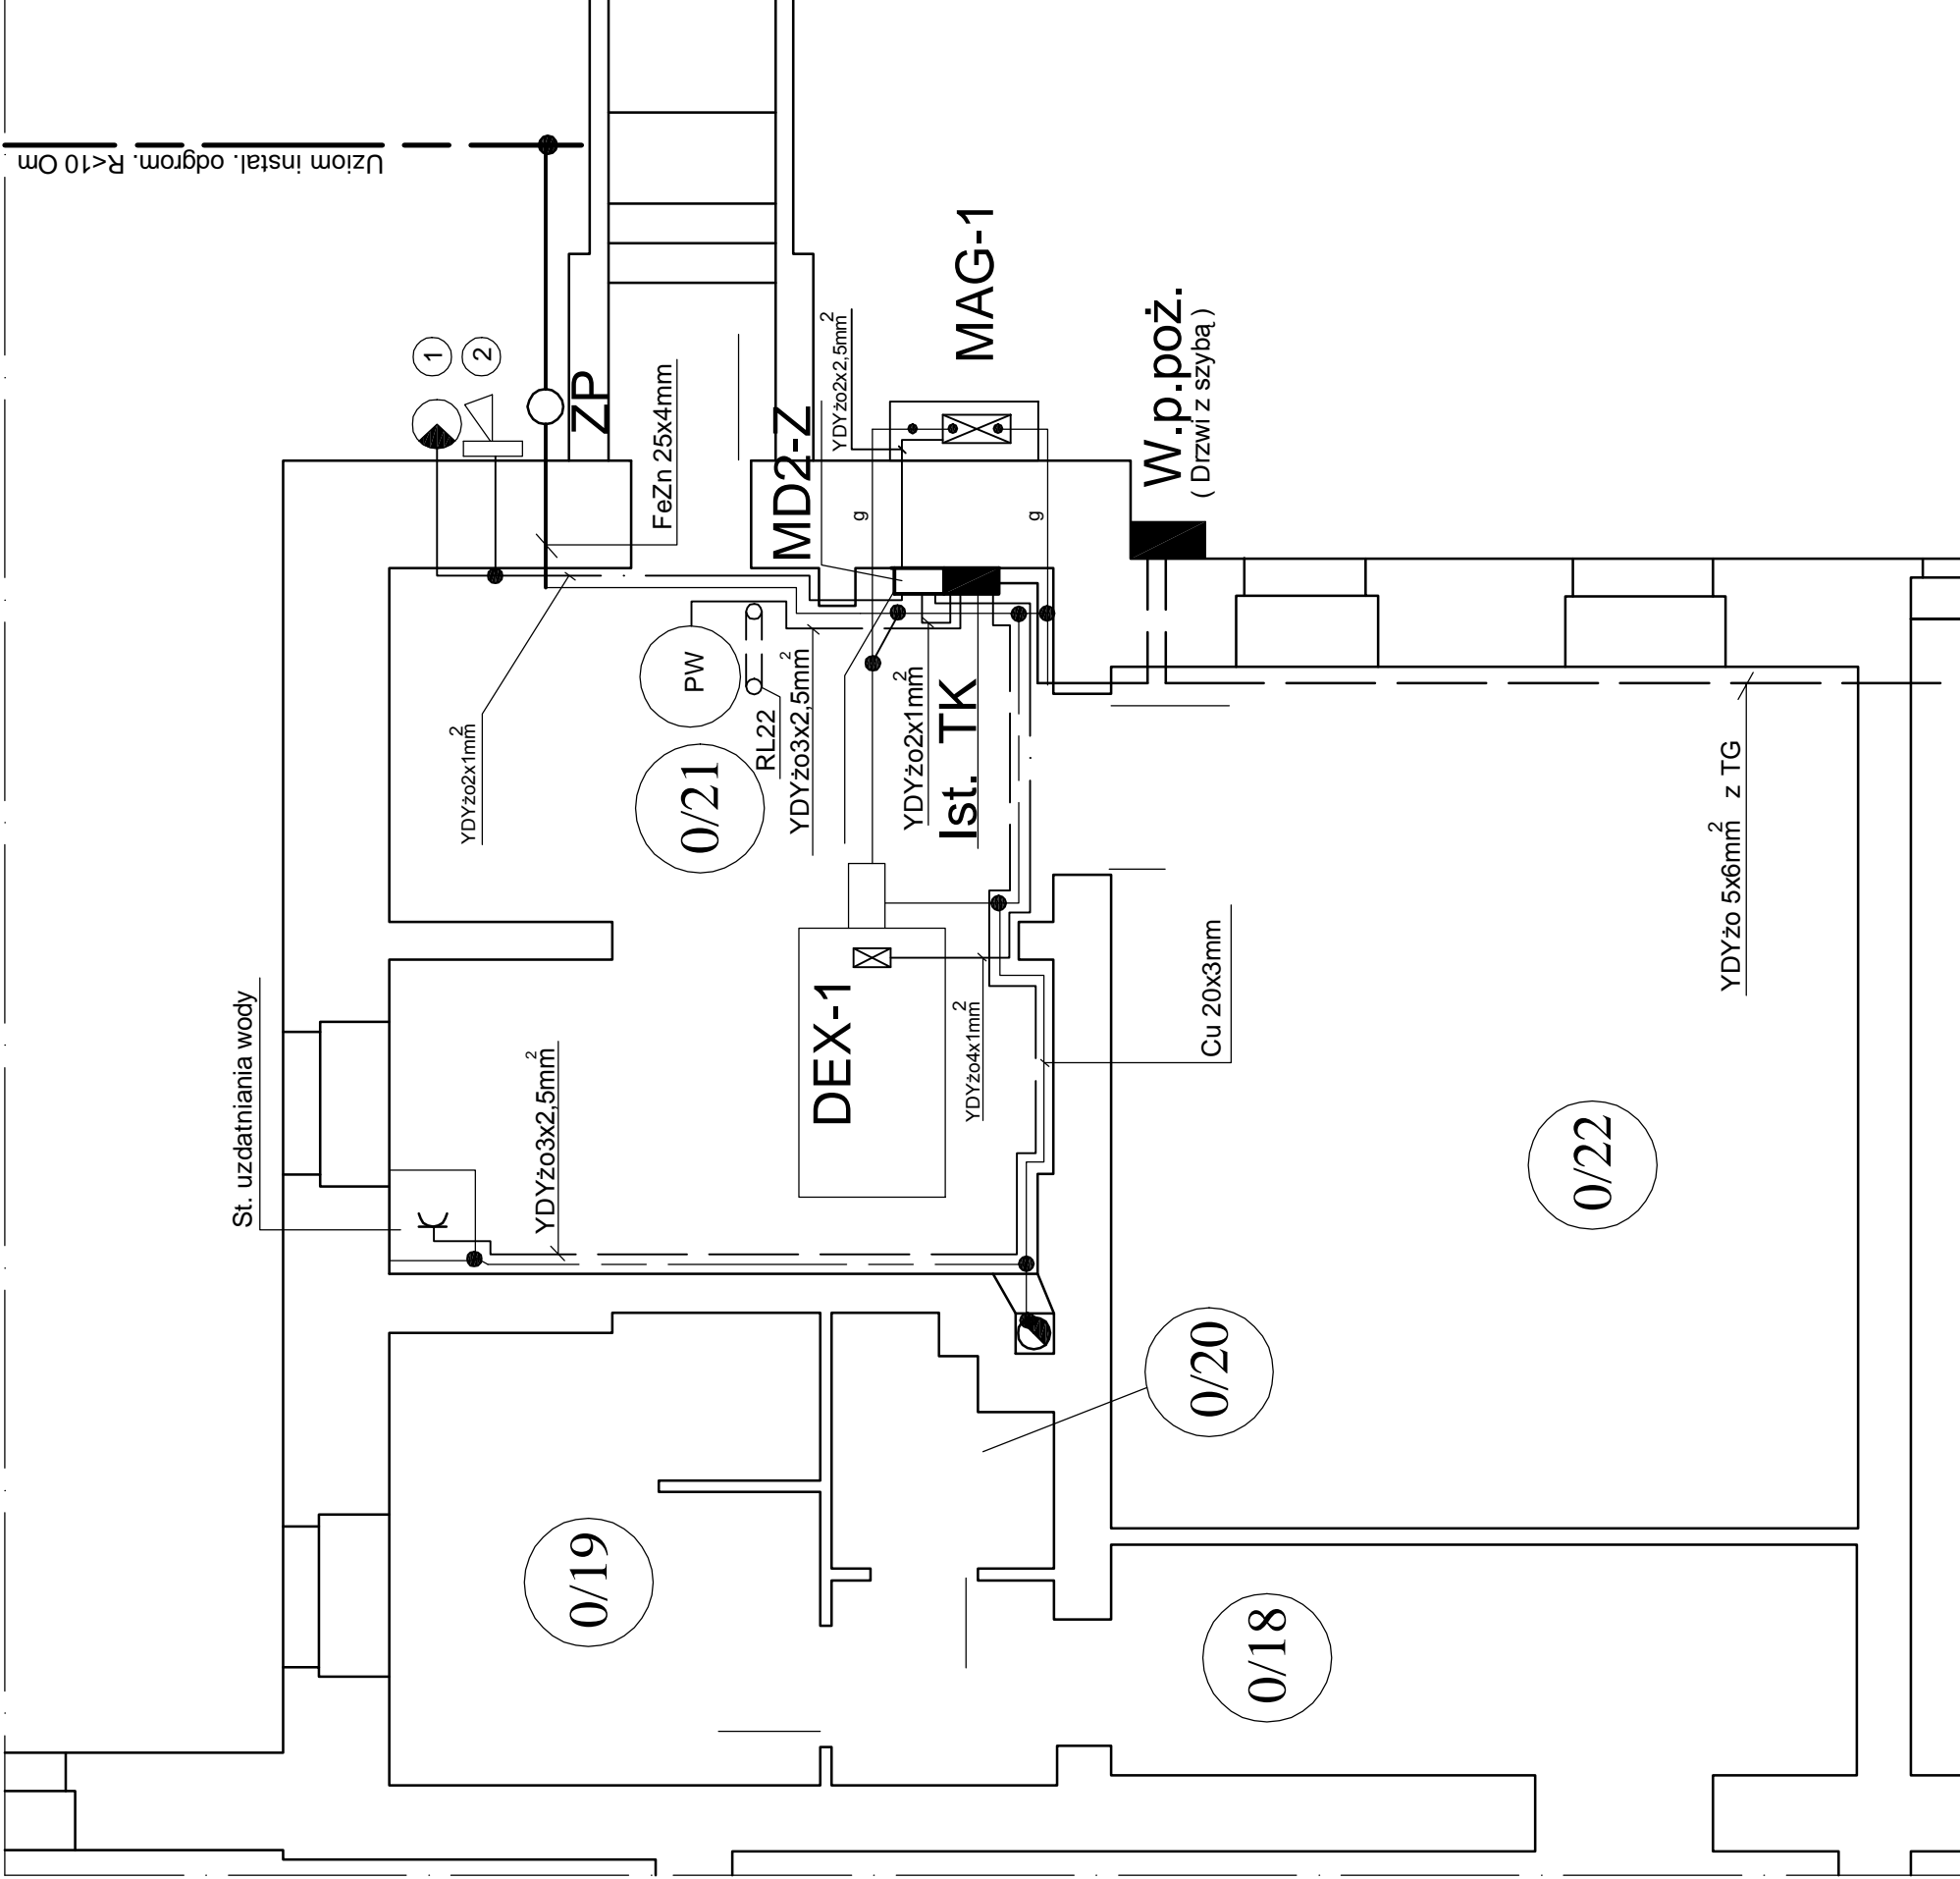 Uziom instal. odgrom. R<10 Om
1
2
ZP
FeZn 25x4mm
MD2-Z
YDYżo2x2,5mm²
MAG-1
W.p.poż.
( Drzwi z szybą )
g
g
YDYżo2x1mm²
PW
0/21
RL22
YDYżo3x2,5mm²
YDYżo2x1mm²
Ist. TK
YDYżo 5x6mm² z TG
St. uzdatniania wody
YDYżo3x2,5mm²
DEX-1
YDYżo4x1mm²
Cu 20x3mm
0/22
0/20
0/19
0/18